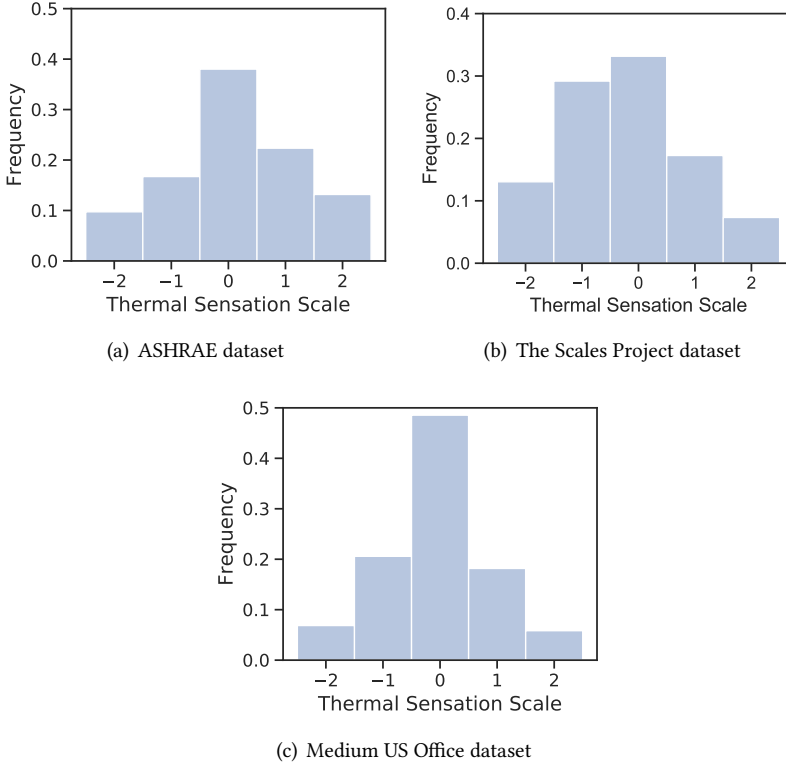 0.5
0.4
0.3
0.2
0.1
0.0
Frequency
−2 −1 0 1 2
Thermal Sensation Scale
(a) ASHRAE dataset
0.4
0.3
0.2
0.1
0.0
Frequency
−2 −1 0 1 2
Thermal Sensation Scale
(b) The Scales Project dataset
0.5
0.4
0.3
0.2
0.1
0.0
Frequency
−2 −1 0 1 2
Thermal Sensation Scale
(c) Medium US Office dataset